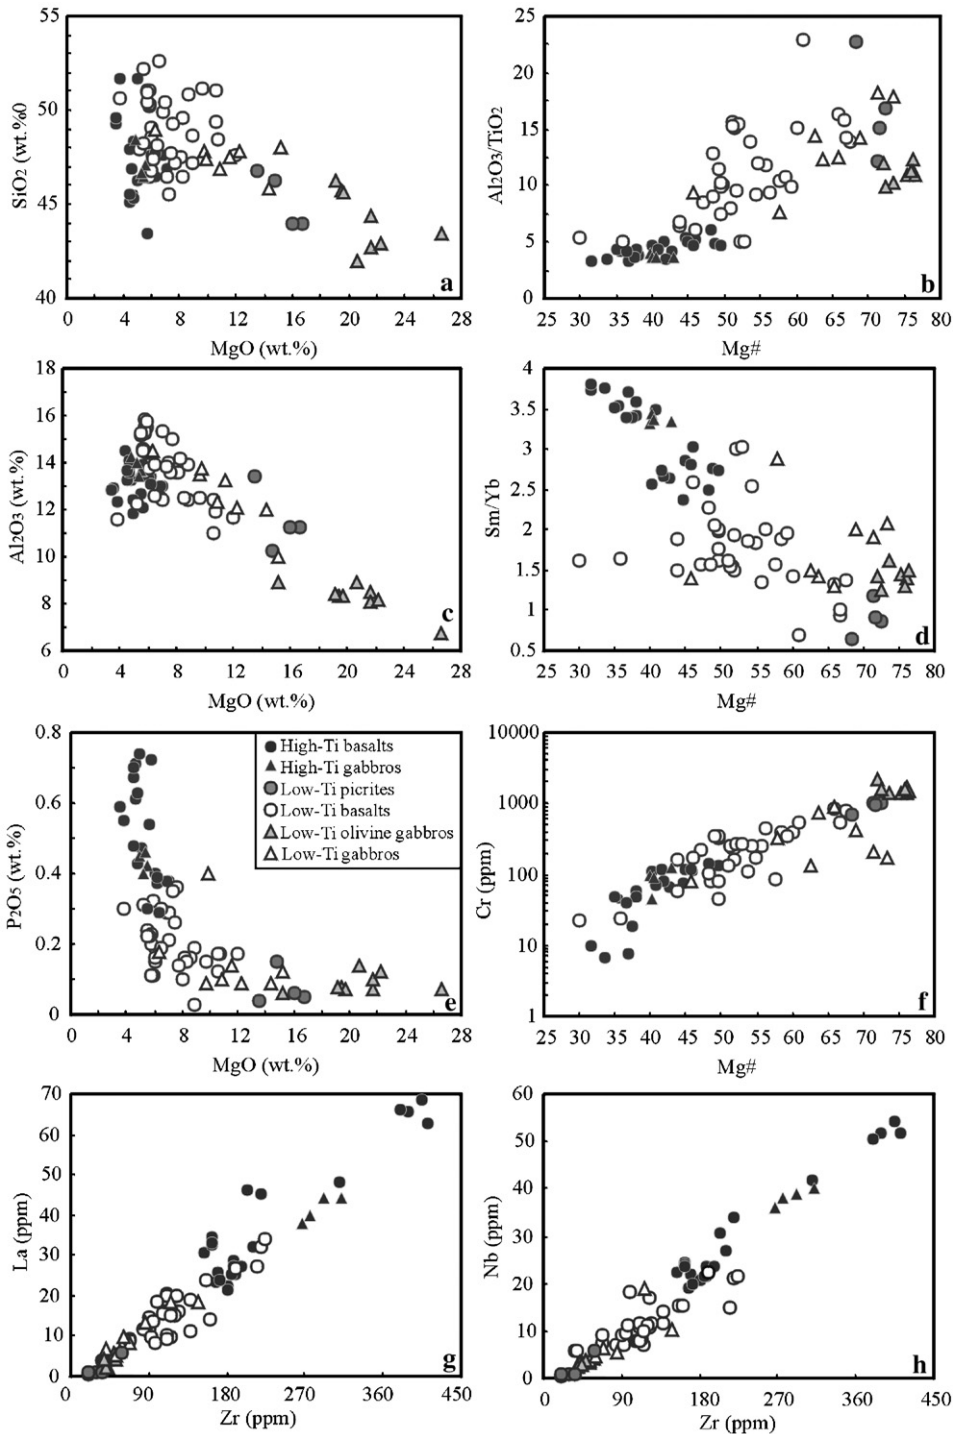 55
50
45
40
SiO₂ (wt.%0
0 4 8 12 16 20 24 28
MgO (wt.%)
a
25
20
15
10
5
0
Al₂O₃/TiO₂
25 30 35 40 45 50 55 60 65 70 75 80
Mg#
b
18
16
14
12
10
8
6
Al₂O₃ (wt.%)
0 4 8 12 16 20 24 28
MgO (wt.%)
c
4
3.5
3
2.5
2
1.5
1
0.5
Sm/Yb
25 30 35 40 45 50 55 60 65 70 75 80
Mg#
d
0.8
0.6
0.4
0.2
0
P₂O₅ (wt.%)
High-Ti basalts
High-Ti gabbros
Low-Ti picrites
Low-Ti basalts
Low-Ti olivine gabbros
Low-Ti gabbros
0 4 8 12 16 20 24 28
MgO (wt.%)
e
10000
1000
100
10
1
Cr (ppm)
25 30 35 40 45 50 55 60 65 70 75 80
Mg#
f
70
60
50
40
30
20
10
0
La (ppm)
0 90 180 270 360 450
Zr (ppm)
g
60
50
40
30
20
10
0
Nb (ppm)
0 90 180 270 360 450
Zr (ppm)
h